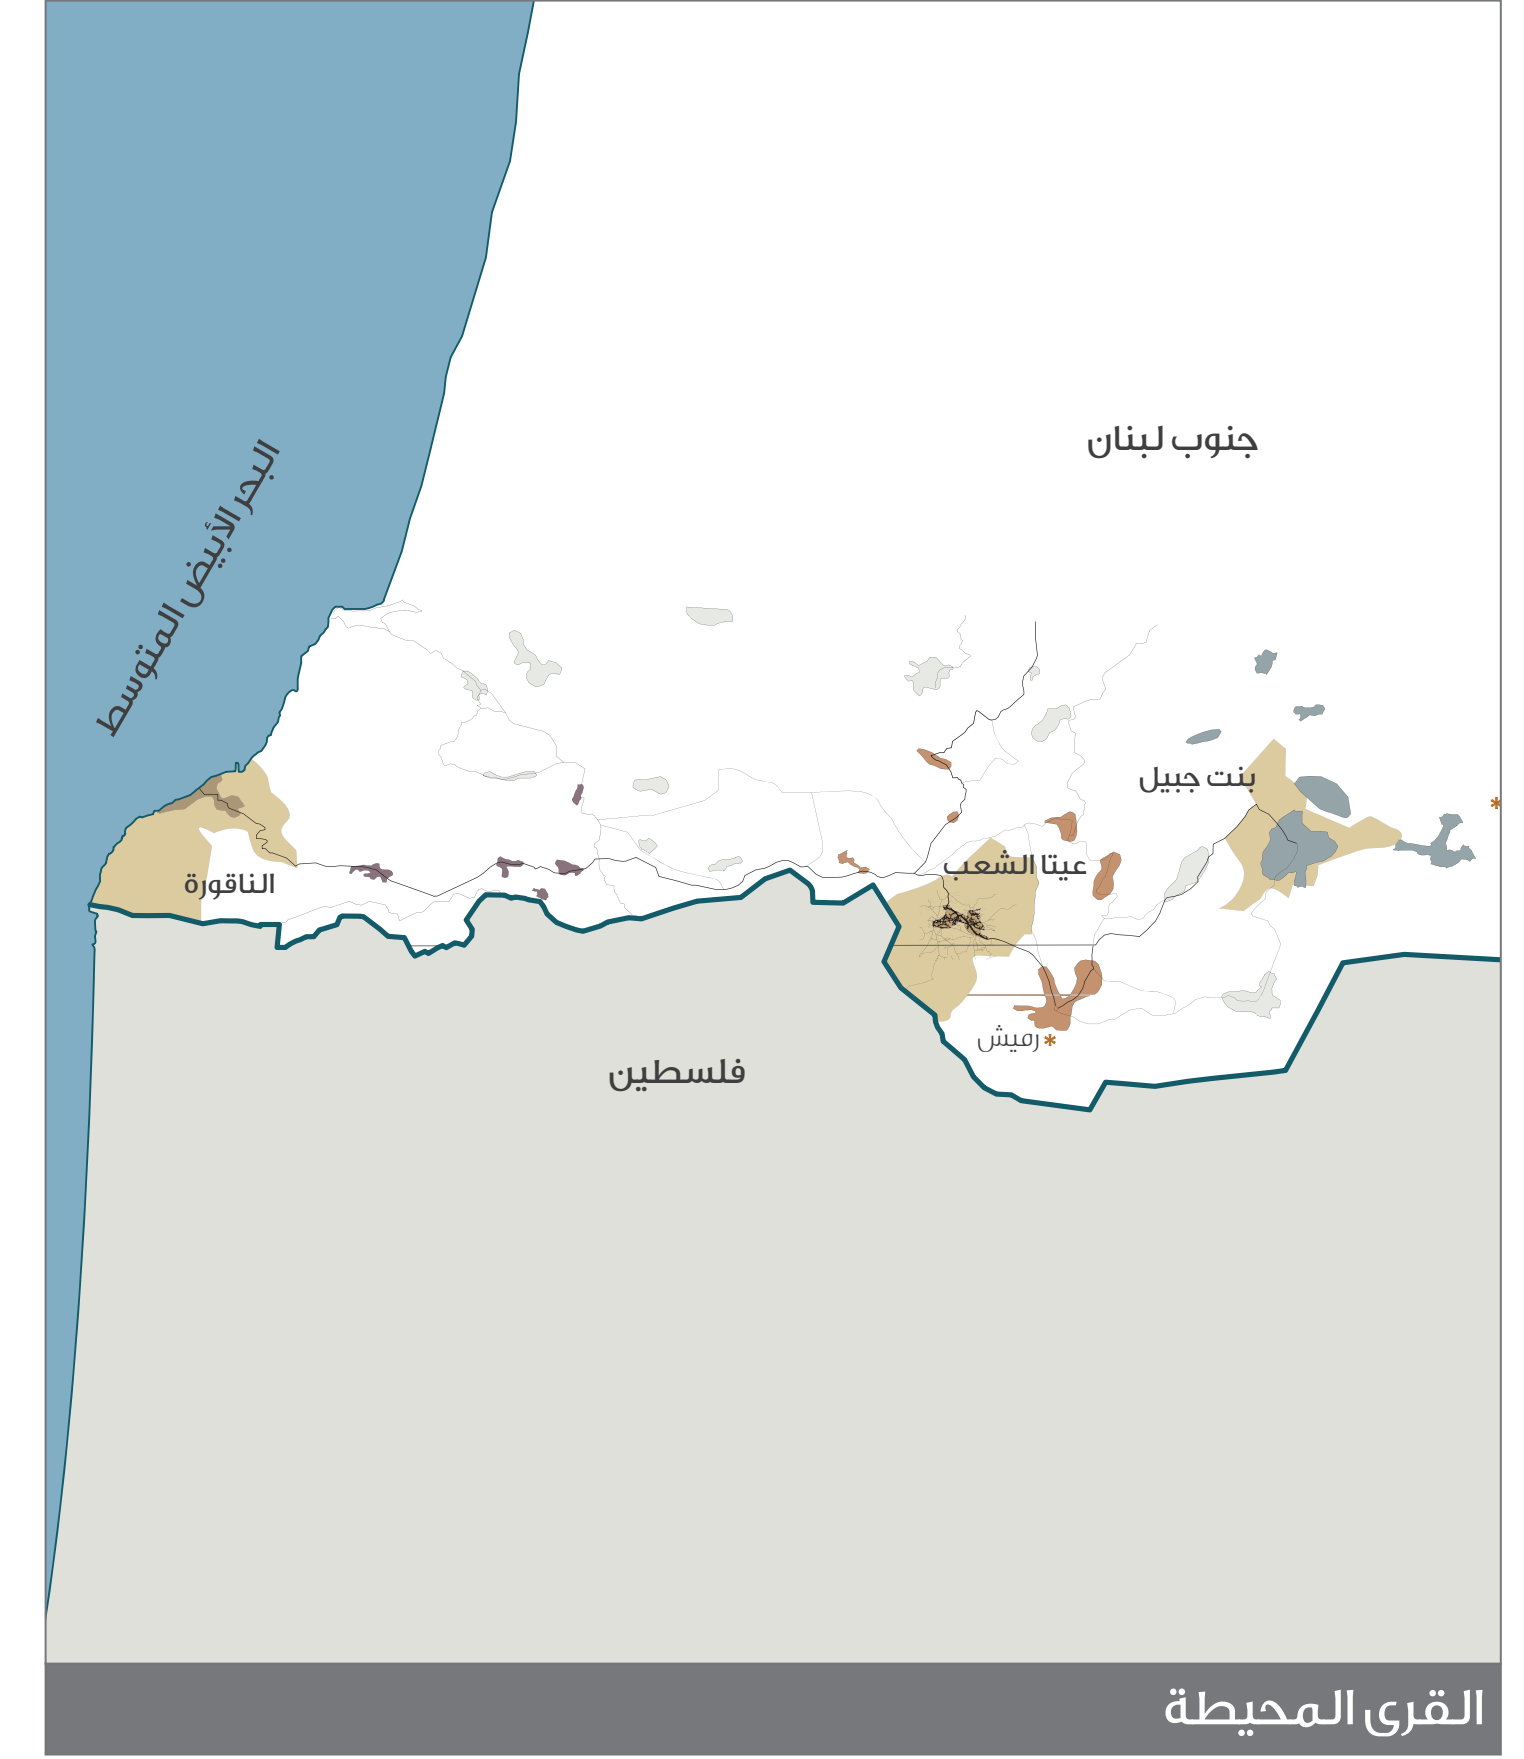 جنوب لبنان
البحر الأبيض المتوسط
بنت جبيل
عيتا الشعب
الناقورة
رميش *
فلسطين
القرى المحيطة